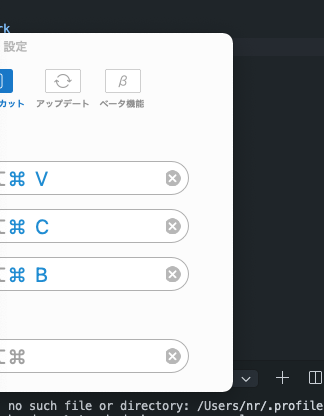 rk
設定
カット アップデート ベータ機能
β
⌘ V
⌘ C
⌘ B
⌘
no such file or directory: /Users/nr/.profile